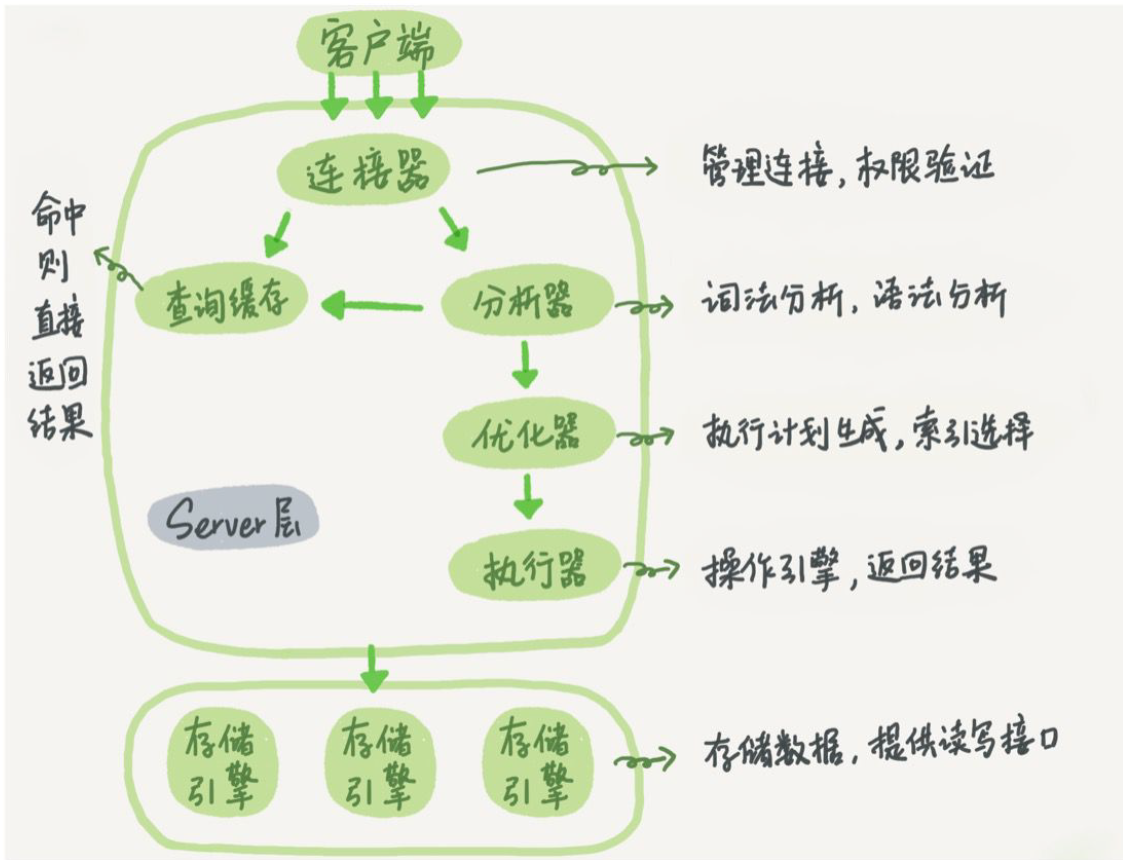 客户端
连接器
管理连接，权限验证
命中
则
直接
返回
结果
查询缓存
分析器
词法分析，语法分析
优化器
执行计划生成，索引选择
Server层
执行器
操作引擎，返回结果
存储
引擎
存储
引擎
存储
引擎
存储数据，提供读写接口